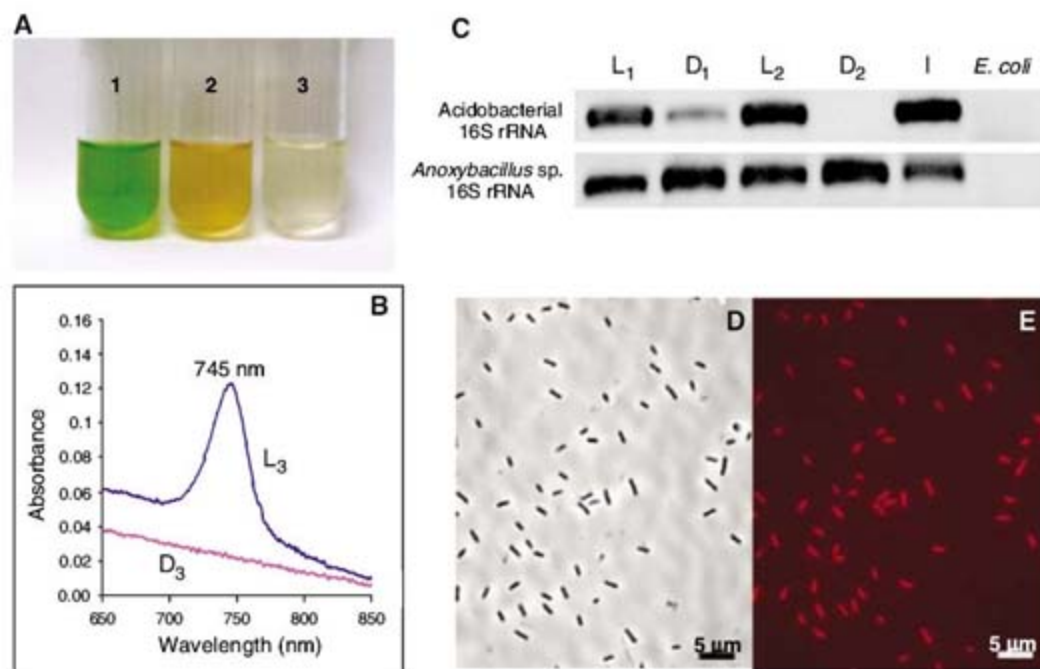 A
1 2 3
C
L1 D1 L2 D2 I E. coli
Acidobacterial
16S rRNA
Anoxybacillus sp.
16S rRNA
B
0.16
0.14
0.12
0.1
0.08
0.06
0.04
0.02
0.00
Absorbance
745 nm
L3
D3
650 700 750 800 850
Wavelength (nm)
D
5 µm
E
5 µm